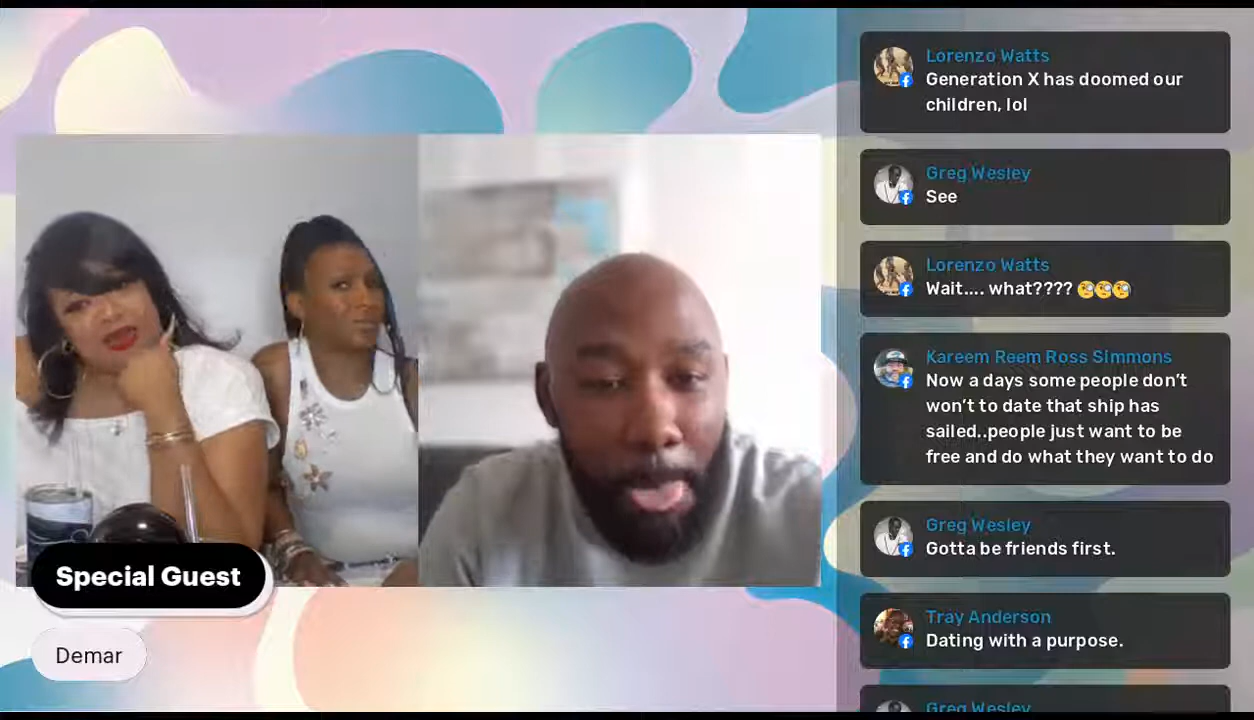 Special Guest
Demar
Lorenzo Watts
Generation X has doomed our
children, lol
Greg Wesley
See
Lorenzo Watts
Wait.... what???? 🧐🧐🧐
Kareem Reem Ross Simmons
Now a days some people don’t
won’t to date that ship has
sailed..people just want to be
free and do what they want to do
Greg Wesley
Gotta be friends first.
Tray Anderson
Dating with a purpose.
Greg Wesley